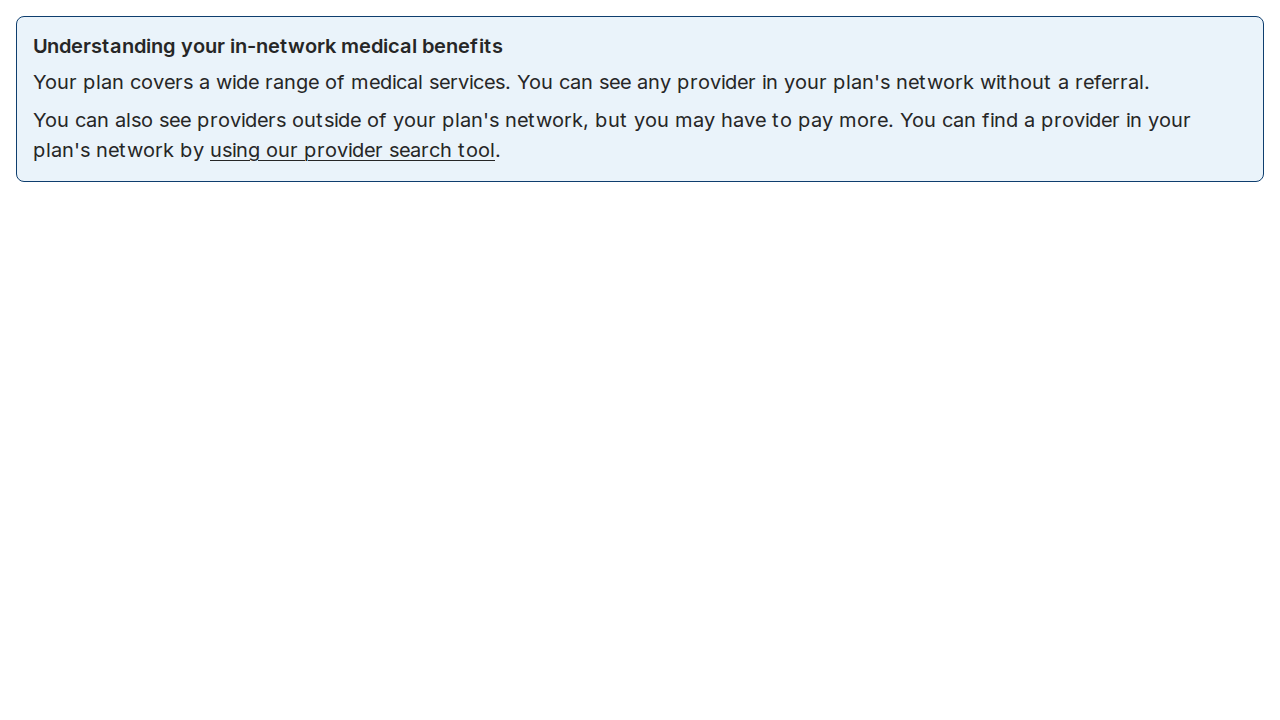 Understanding your in-network medical benefits
Your plan covers a wide range of medical services. You can see any provider in your plan's network without a referral.
You can also see providers outside of your plan's network, but you may have to pay more. You can find a provider in your
plan's network by using our provider search tool.